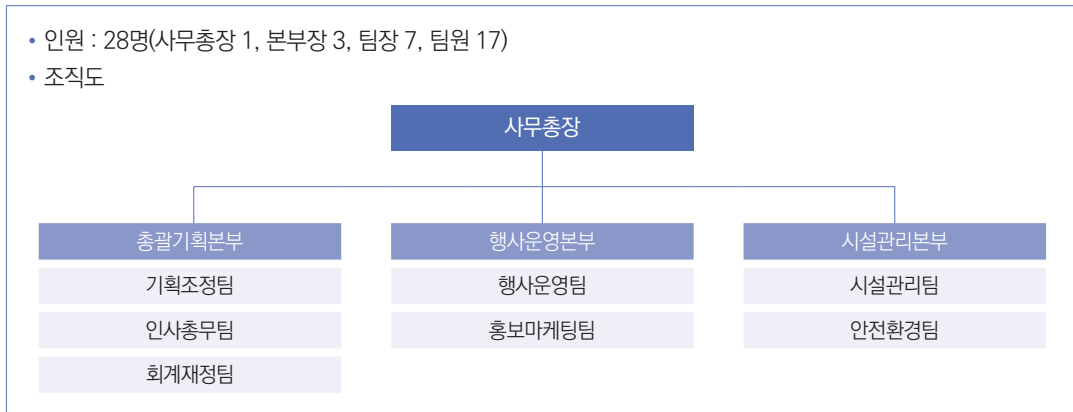 • 인원 : 28명(사무총장 1, 본부장 3, 팀장 7, 팀원 17)
• 조직도
사무총장
총괄기획본부
기획조정팀
인사총무팀
회계재정팀
행사운영본부
행사운영팀
홍보마케팅팀
시설관리본부
시설관리팀
안전환경팀